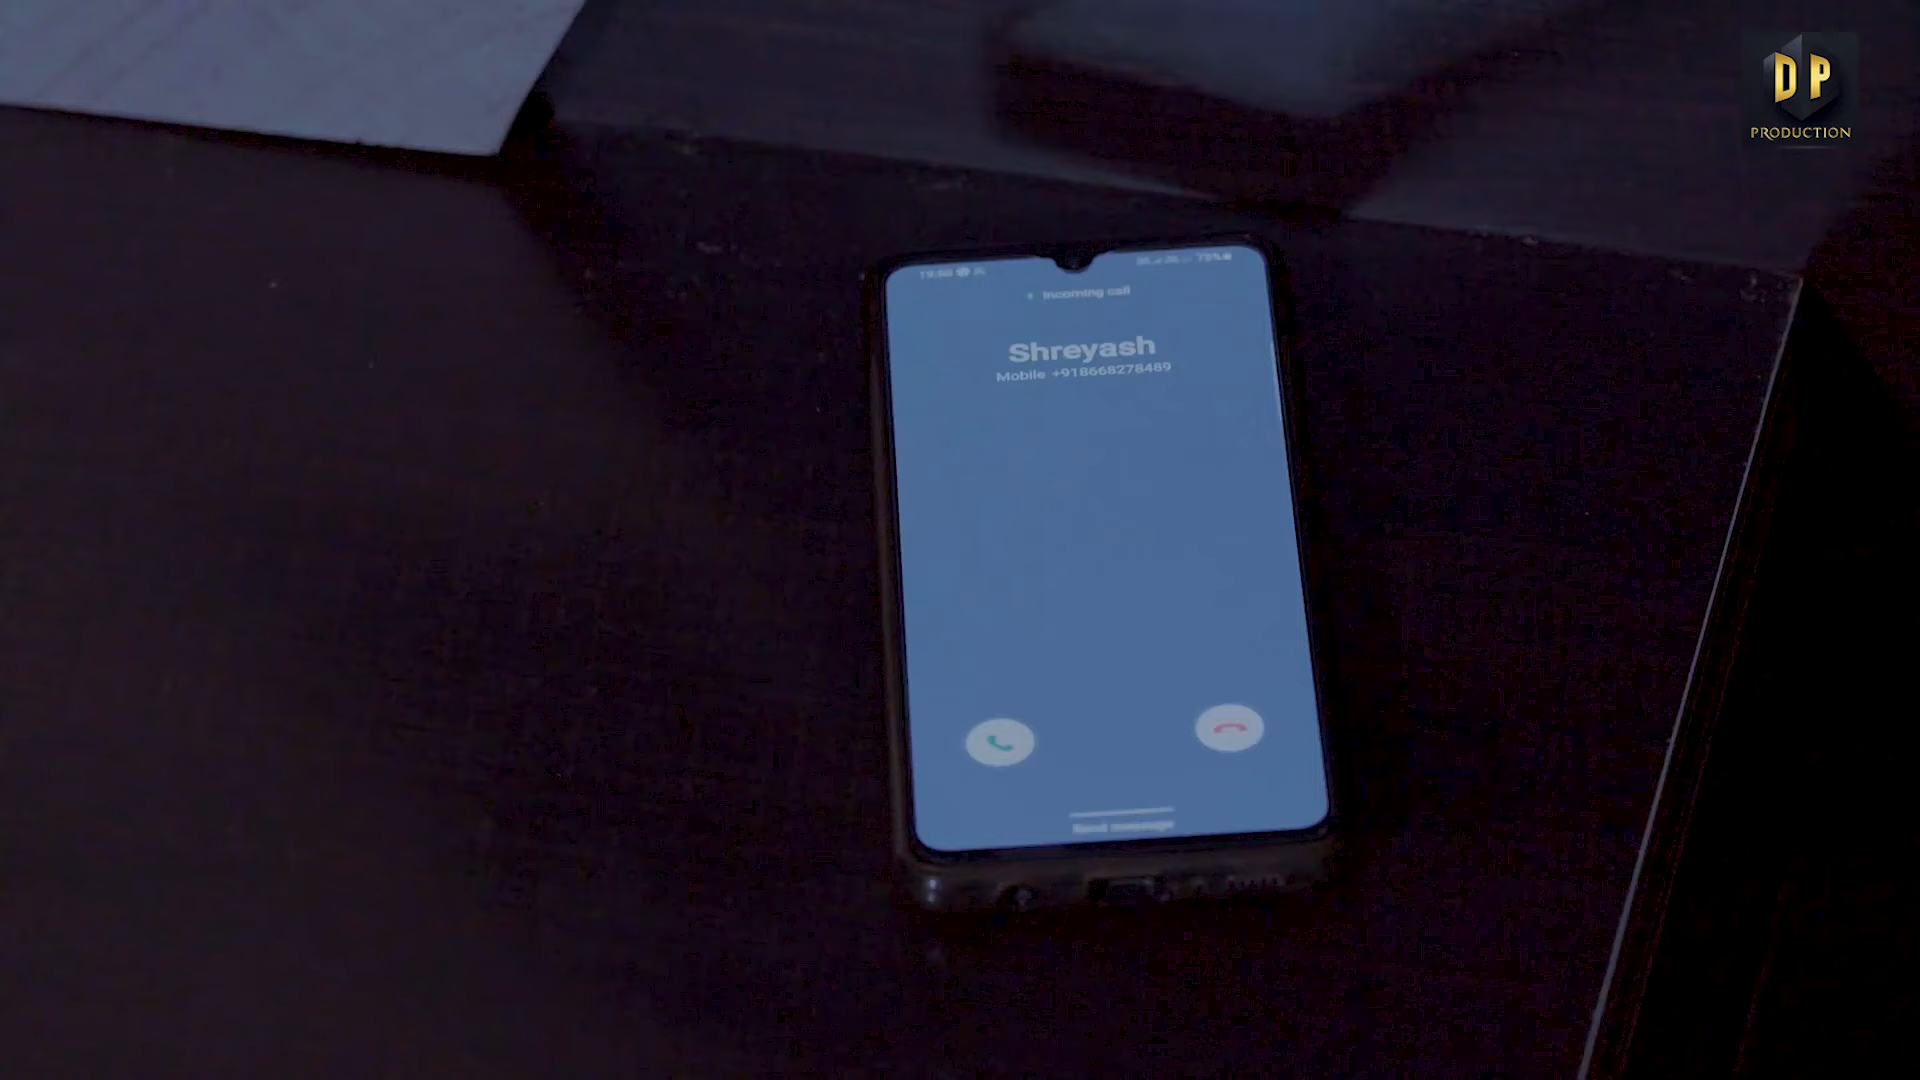 DP
PRODUCTION
Incoming call
Shreyash
Mobile +918668278489
Send message